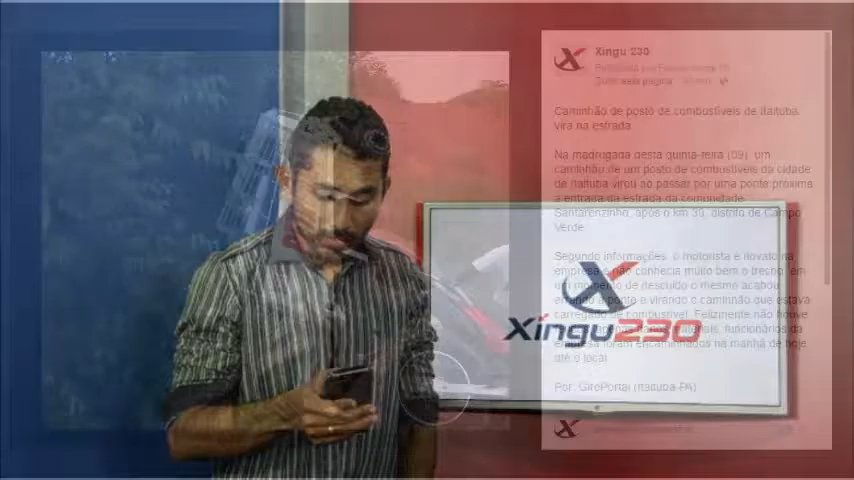 Xingu 230
Caminhão de posto de combustíveis de Itaituba
vira na estrada
Na madrugada desta quinta-feira (09), um
caminhão de um posto de combustíveis da cidade
de Itaituba virou ao passar por uma ponte próxima
a entrada da estrada da comunidade
Santarenzinho, após o km 30, distrito de Campo
Verde
Segundo informações, o motorista e novato na
empresa e não conhecia muito bem o trecho, em
um momento de descuido o mesmo acabou
errando a ponte e virando o caminhão que estava
carregado de combustível. Felizmente não houve
funcionários da
empresa foram encaminhados na manhã de hoje
até o local
Por: GiroPortal (Itaituba-PA)
Xingu230